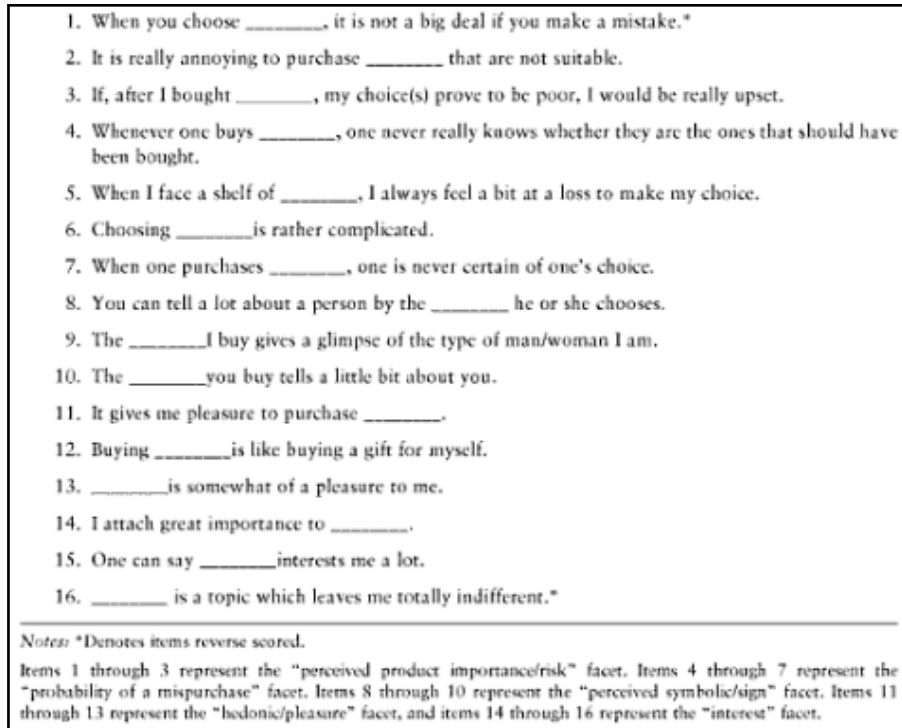 1. When you choose ________, it is not a big deal if you make a mistake.*
2. It is really annoying to purchase ________ that are not suitable.
3. If, after I bought ________, my choice(s) prove to be poor, I would be really upset.
4. Whenever one buys ________, one never really knows whether they are the ones that should have
been bought.
5. When I face a shelf of ________, I always feel a bit at a loss to make my choice.
6. Choosing ________is rather complicated.
7. When one purchases ________, one is never certain of one's choice.
8. You can tell a lot about a person by the ________ he or she chooses.
9. The ________I buy gives a glimpse of the type of man/woman I am.
10. The ________you buy tells a little bit about you.
11. It gives me pleasure to purchase ________.
12. Buying ________is like buying a gift for myself.
13. ________is somewhat of a pleasure to me.
14. I attach great importance to ________.
15. One can say ________interests me a lot.
16. ________ is a topic which leaves me totally indifferent.*
Notes: *Denotes items reverse scored.
Items 1 through 3 represent the "perceived product importance/risk" facet. Items 4 through 7 represent the
"probability of a mispurchase" facet. Items 8 through 10 represent the "perceived symbolic/sign" facet. Items 11
through 13 represent the "hedonic/pleasure" facet, and items 14 through 16 represent the "interest" facet.